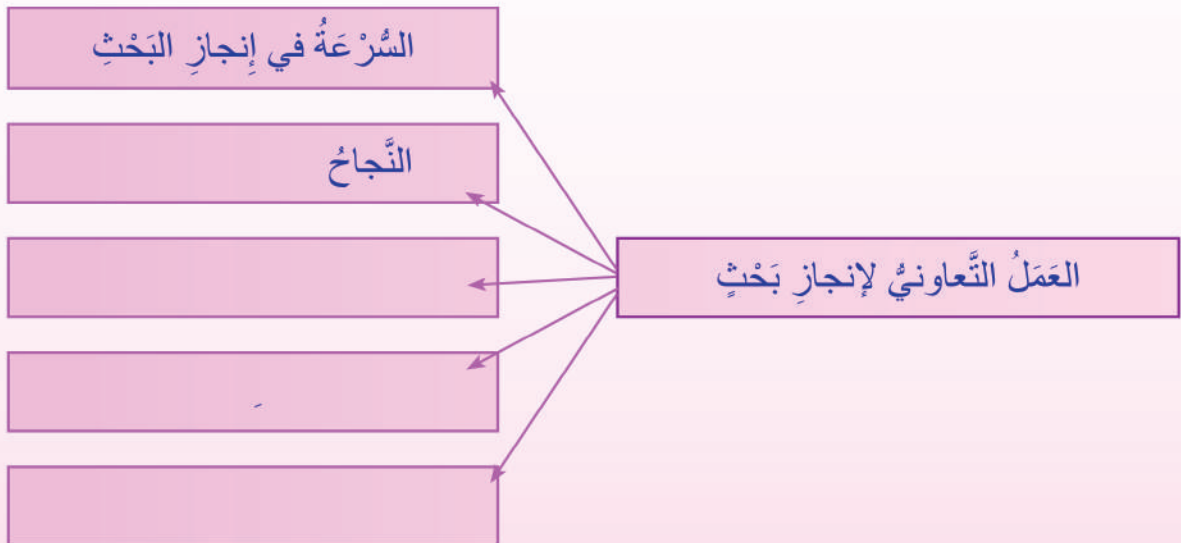 السُّرْعَةُ في إِنجازِ البَحْثِ
النَّجاحُ
العَمَلُ التَّعاونيُّ لإنجازِ بَحْثٍ